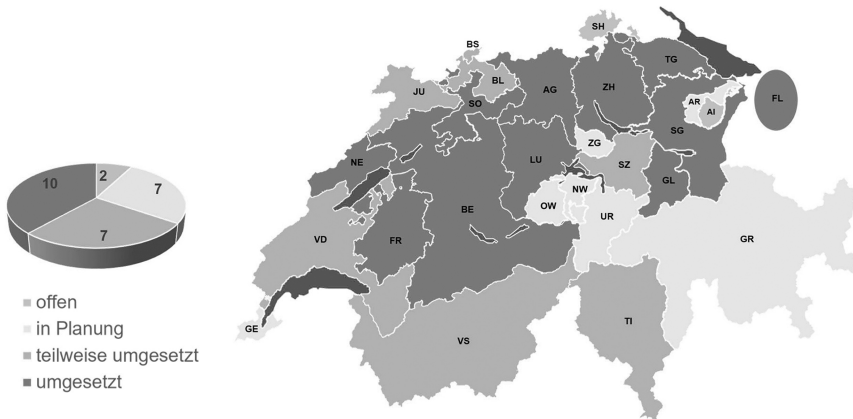 SH
BS
BL
TG
JU
AG
ZH
SO
AR
AI
FL
SG
NE
LU
ZG
SZ
GL
10
2
7
7
BE
OW
NW
UR
GR
VD
FR
GE
VS
TI
offen
in Planung
teilweise umgesetzt
umgesetzt